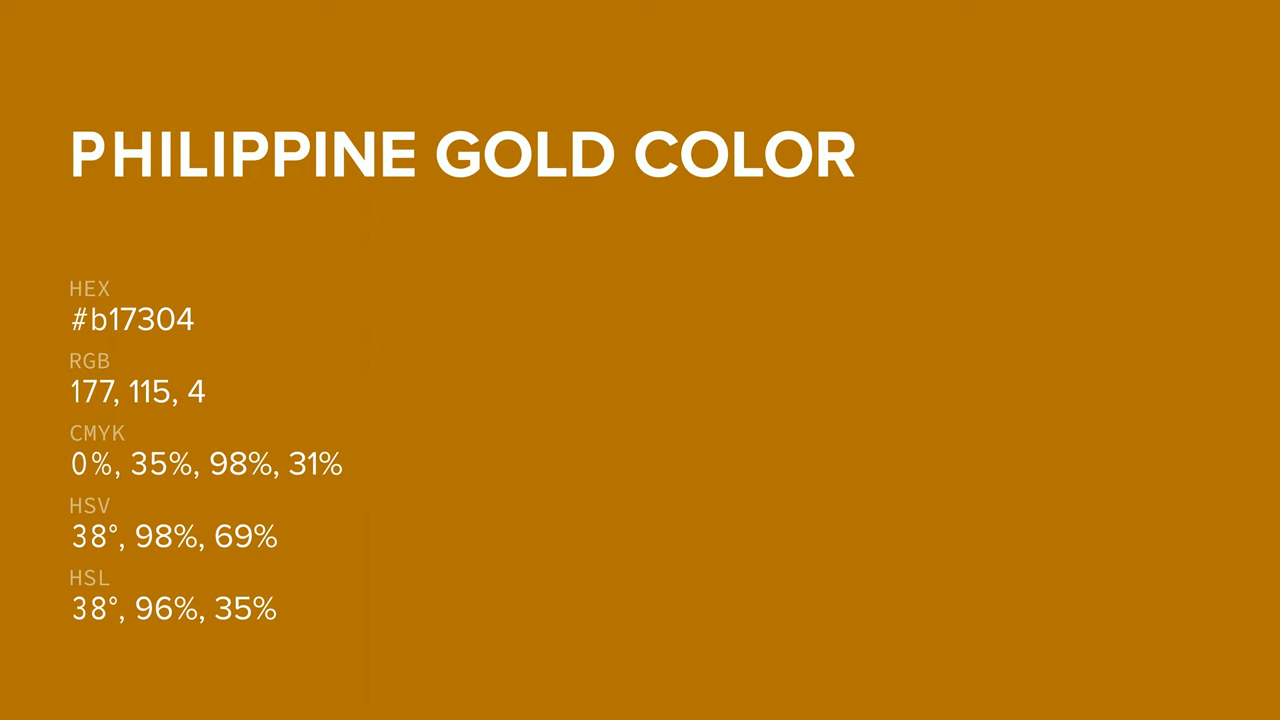 PHILIPPINE GOLD COLOR
HEX
#b17304
RGB
177, 115, 4
CMYK
0%, 35%, 98%, 31%
HSV
38°, 98%, 69%
HSL
38°, 96%, 35%